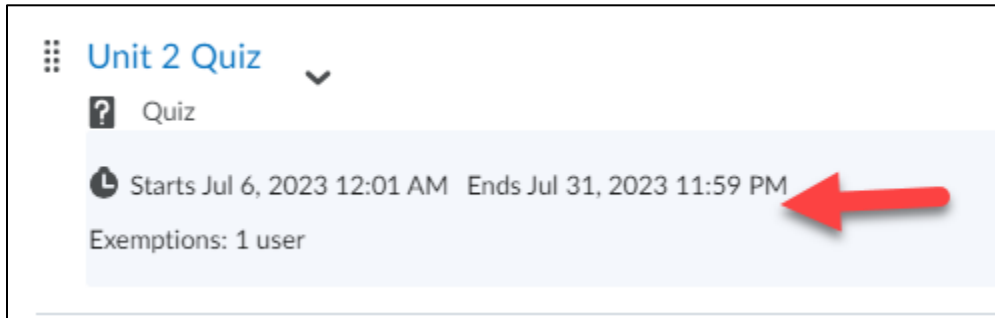 Unit 2 Quiz
Quiz
Starts Jul 6, 2023 12:01 AM Ends Jul 31, 2023 11:59 PM
Exemptions: 1 user